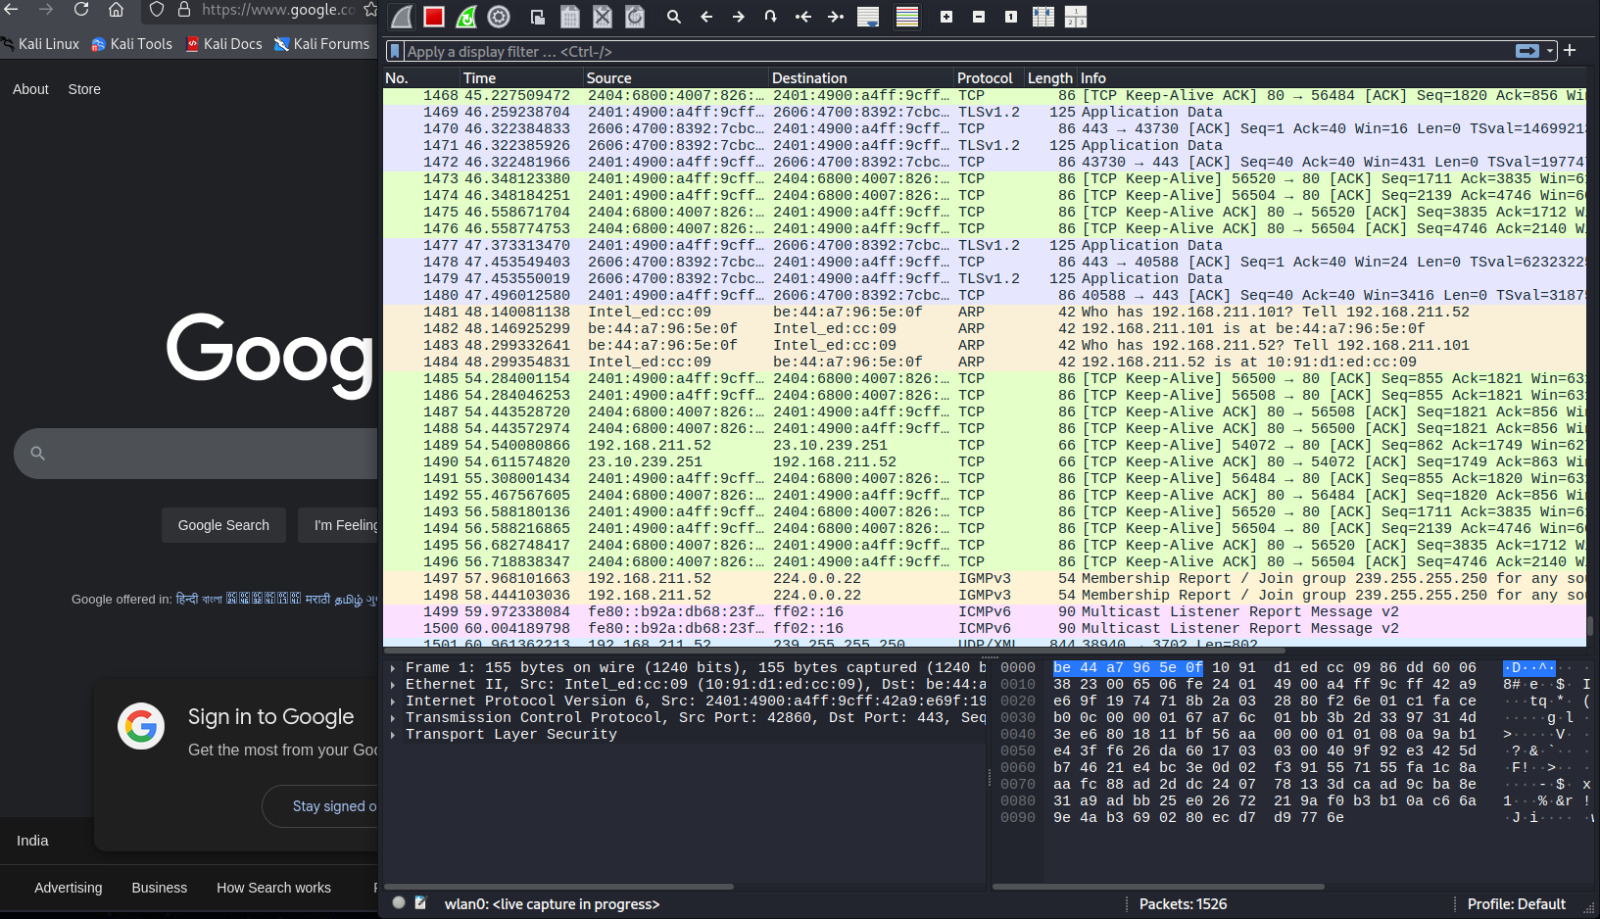 https://www.google.co
Kali Linux Kali Tools Kali Docs Kali Forums
About Store
Goog
Google Search I'm Feeling
Google offered in: हिन्दी বাংলা मराठी தமிழ்
Sign in to Google
Get the most from your Goo
Stay signed o
India
Advertising Business How Search works
Apply a display filter … <Ctrl-/>
No. Time Source Destination Protocol Length Info
1468 45.227509472 2404:6800:4007:826:… 2401:4900:a4ff:9cff… TCP 86 [TCP Keep-Alive ACK] 80 → 56484 [ACK] Seq=1820 Ack=856 Win
1469 46.259238704 2401:4900:a4ff:9cff… 2606:4700:8392:7cbc… TLSv1.2 125 Application Data
1470 46.322384833 2606:4700:8392:7cbc… 2401:4900:a4ff:9cff… TCP 86 443 → 43730 [ACK] Seq=1 Ack=40 Win=16 Len=0 TSval=14699213
1471 46.322385926 2606:4700:8392:7cbc… 2401:4900:a4ff:9cff… TLSv1.2 125 Application Data
1472 46.322481966 2401:4900:a4ff:9cff… 2606:4700:8392:7cbc… TCP 86 43730 → 443 [ACK] Seq=40 Ack=40 Win=431 Len=0 TSval=19774
1473 46.348123380 2401:4900:a4ff:9cff… 2404:6800:4007:826:… TCP 86 [TCP Keep-Alive] 56520 → 80 [ACK] Seq=1711 Ack=3835 Win=6
1474 46.348184251 2401:4900:a4ff:9cff… 2404:6800:4007:826:… TCP 86 [TCP Keep-Alive] 56504 → 80 [ACK] Seq=2139 Ack=4746 Win=6
1475 46.558671704 2404:6800:4007:826:… 2401:4900:a4ff:9cff… TCP 86 [TCP Keep-Alive ACK] 80 → 56520 [ACK] Seq=3835 Ack=1712 W
1476 46.558774753 2404:6800:4007:826:… 2401:4900:a4ff:9cff… TCP 86 [TCP Keep-Alive ACK] 80 → 56504 [ACK] Seq=4746 Ack=2140 W
1477 47.373313470 2401:4900:a4ff:9cff… 2606:4700:8392:7cbc… TLSv1.2 125 Application Data
1478 47.453549403 2606:4700:8392:7cbc… 2401:4900:a4ff:9cff… TCP 86 443 → 40588 [ACK] Seq=1 Ack=40 Win=24 Len=0 TSval=6232322
1479 47.453550019 2606:4700:8392:7cbc… 2401:4900:a4ff:9cff… TLSv1.2 125 Application Data
1480 47.496012580 2401:4900:a4ff:9cff… 2606:4700:8392:7cbc… TCP 86 40588 → 443 [ACK] Seq=40 Ack=40 Win=3416 Len=0 TSval=3187
1481 48.140081138 Intel_ed:cc:09 be:44:a7:96:5e:0f ARP 42 Who has 192.168.211.101? Tell 192.168.211.52
1482 48.146925299 be:44:a7:96:5e:0f Intel_ed:cc:09 ARP 42 192.168.211.101 is at be:44:a7:96:5e:0f
1483 48.299332641 be:44:a7:96:5e:0f Intel_ed:cc:09 ARP 42 Who has 192.168.211.52? Tell 192.168.211.101
1484 48.299354831 Intel_ed:cc:09 be:44:a7:96:5e:0f ARP 42 192.168.211.52 is at 10:91:d1:ed:cc:09
1485 54.284001154 2401:4900:a4ff:9cff… 2404:6800:4007:826:… TCP 86 [TCP Keep-Alive] 56500 → 80 [ACK] Seq=855 Ack=1821 Win=63
1486 54.284046253 2401:4900:a4ff:9cff… 2404:6800:4007:826:… TCP 86 [TCP Keep-Alive] 56508 → 80 [ACK] Seq=855 Ack=1821 Win=63
1487 54.443528720 2404:6800:4007:826:… 2401:4900:a4ff:9cff… TCP 86 [TCP Keep-Alive ACK] 80 → 56508 [ACK] Seq=1821 Ack=856 Win
1488 54.443572974 2404:6800:4007:826:… 2401:4900:a4ff:9cff… TCP 86 [TCP Keep-Alive ACK] 80 → 56500 [ACK] Seq=1821 Ack=856 Win
1489 54.540080866 192.168.211.52 23.10.239.251 TCP 66 [TCP Keep-Alive] 54072 → 80 [ACK] Seq=862 Ack=1749 Win=627
1490 54.611574820 23.10.239.251 192.168.211.52 TCP 66 [TCP Keep-Alive ACK] 80 → 54072 [ACK] Seq=1749 Ack=863 Win
1491 55.308001434 2401:4900:a4ff:9cff… 2404:6800:4007:826:… TCP 86 [TCP Keep-Alive] 56484 → 80 [ACK] Seq=855 Ack=1820 Win=63
1492 55.467567605 2404:6800:4007:826:… 2401:4900:a4ff:9cff… TCP 86 [TCP Keep-Alive ACK] 80 → 56484 [ACK] Seq=1820 Ack=856 Win
1493 56.588180136 2401:4900:a4ff:9cff… 2404:6800:4007:826:… TCP 86 [TCP Keep-Alive] 56520 → 80 [ACK] Seq=1711 Ack=3835 Win=6
1494 56.588216865 2401:4900:a4ff:9cff… 2404:6800:4007:826:… TCP 86 [TCP Keep-Alive] 56504 → 80 [ACK] Seq=2139 Ack=4746 Win=6
1495 56.682748417 2404:6800:4007:826:… 2401:4900:a4ff:9cff… TCP 86 [TCP Keep-Alive ACK] 80 → 56520 [ACK] Seq=3835 Ack=1712 W
1496 56.718838347 2404:6800:4007:826:… 2401:4900:a4ff:9cff… TCP 86 [TCP Keep-Alive ACK] 80 → 56504 [ACK] Seq=4746 Ack=2140 W
1497 57.968101663 192.168.211.52 224.0.0.22 IGMPv3 54 Membership Report / Join group 239.255.255.250 for any sou
1498 58.444103036 192.168.211.52 224.0.0.22 IGMPv3 54 Membership Report / Join group 239.255.255.250 for any sou
1499 59.972338084 fe80::b92a:db68:23f… ff02::16 ICMPv6 90 Multicast Listener Report Message v2
1500 60.004189798 fe80::b92a:db68:23f… ff02::16 ICMPv6 90 Multicast Listener Report Message v2
1501 60.961362213 192.168.211.52 239.255.255.250 UDP/XML 844 38940 → 3702 Len=802
Frame 1: 155 bytes on wire (1240 bits), 155 bytes captured (1240 b
Ethernet II, Src: Intel_ed:cc:09 (10:91:d1:ed:cc:09), Dst: be:44:a
Internet Protocol Version 6, Src: 2401:4900:a4ff:9cff:42a9:e69f:19
Transmission Control Protocol, Src Port: 42860, Dst Port: 443, Seq
Transport Layer Security
0000 be 44 a7 96 5e 0f 10 91 d1 ed cc 09 86 dd 60 06 ·D··^·
0010 38 23 00 65 06 fe 24 01 49 00 a4 ff 9c ff 42 a9 8#·e··$· I
0020 e6 9f 19 74 71 8b 2a 03 28 80 f2 6e 01 c1 fa ce ···tq·*· (
0030 b0 0c 00 00 01 67 a7 6c 01 bb 3b 2d 33 97 31 4d ·····g·l
0040 3e e6 80 18 11 bf 56 aa 00 00 01 01 08 0a 9a b1 >·····V·
0050 e4 3f f6 26 da 60 17 03 03 00 40 9f 92 e3 42 5d ·?·&·`··
0060 b7 46 21 e4 bc 3e 0d 02 f3 91 55 71 55 fa 1c 8a ·F!··>··
0070 aa fc 88 ad 2d dc 24 07 78 13 3d ca ad 9c ba 8e ····-·$· x
0080 31 a9 ad bb 25 e0 26 72 21 9a f0 b3 b1 0a c6 6a 1···%·&r !
0090 9e 4a b3 69 02 80 ec d7 d9 77 6e ·J·i····
wlan0: <live capture in progress> Packets: 1526 Profile: Default